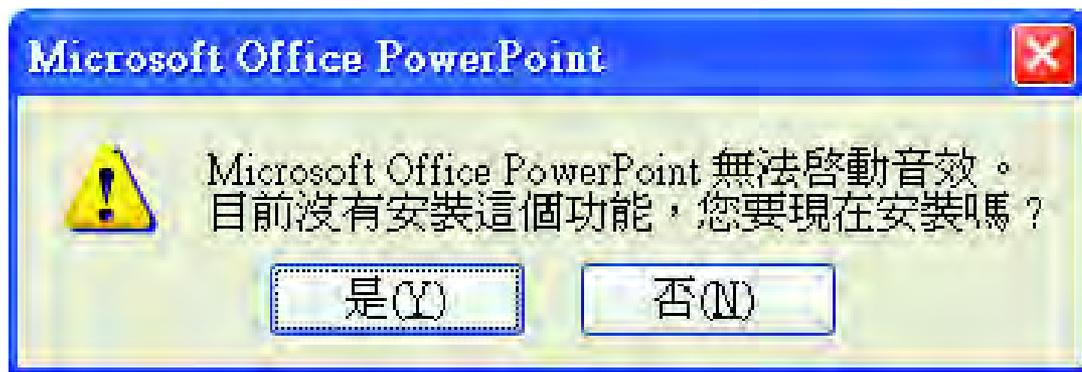 Microsoft Office PowerPoint
Microsoft Office PowerPoint 無法啟動音效。
目前沒有安裝這個功能，您要現在安裝嗎？
是(Y)
否(N)